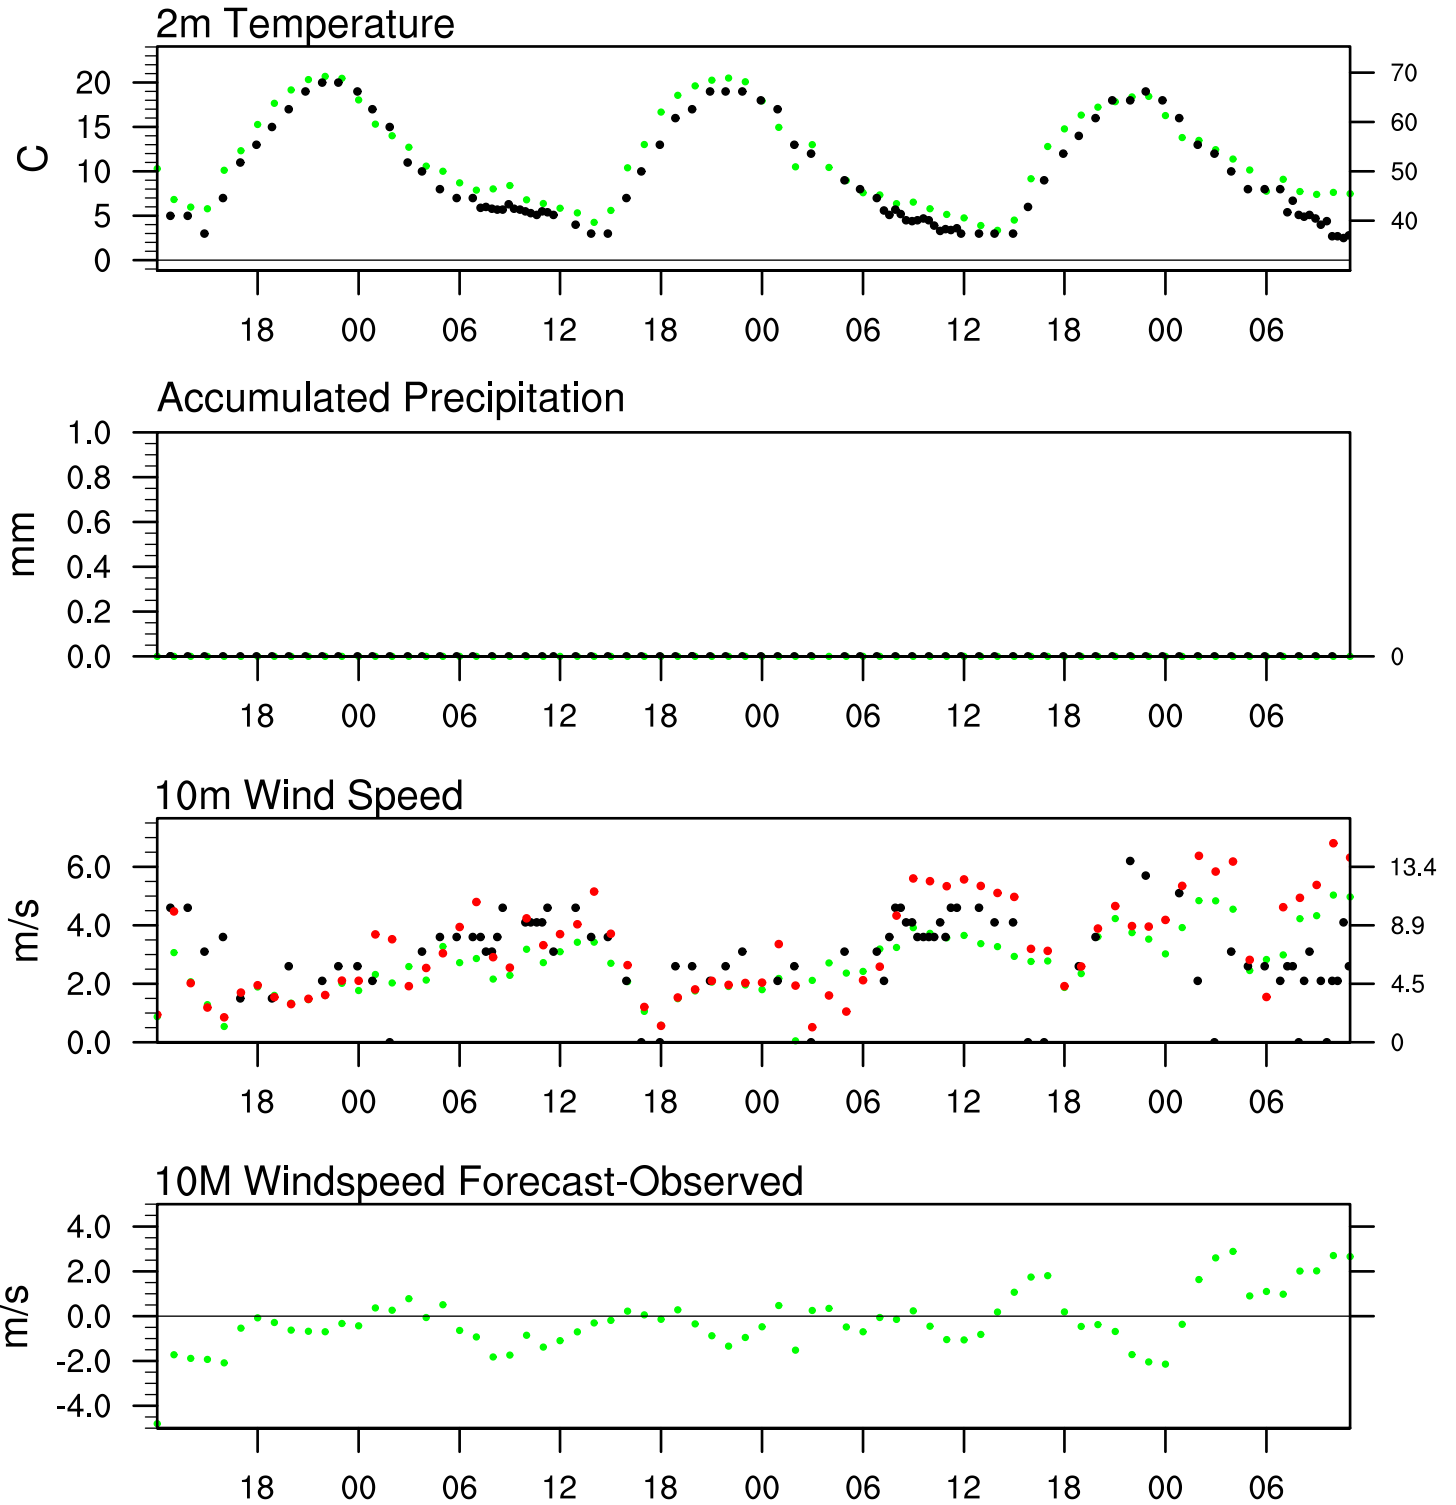 2m Temperature
20
15
10
5
0
C
70
60
50
40
18 00 06 12 18 00 06 12 18 00 06
Accumulated Precipitation
1.0
0.8
0.6
0.4
0.2
0.0
mm
0
18 00 06 12 18 00 06 12 18 00 06
10m Wind Speed
6.0
4.0
2.0
0.0
m/s
13.4
8.9
4.5
0
18 00 06 12 18 00 06 12 18 00 06
10M Windspeed Forecast-Observed
4.0
2.0
0.0
-2.0
-4.0
m/s
18 00 06 12 18 00 06 12 18 00 06